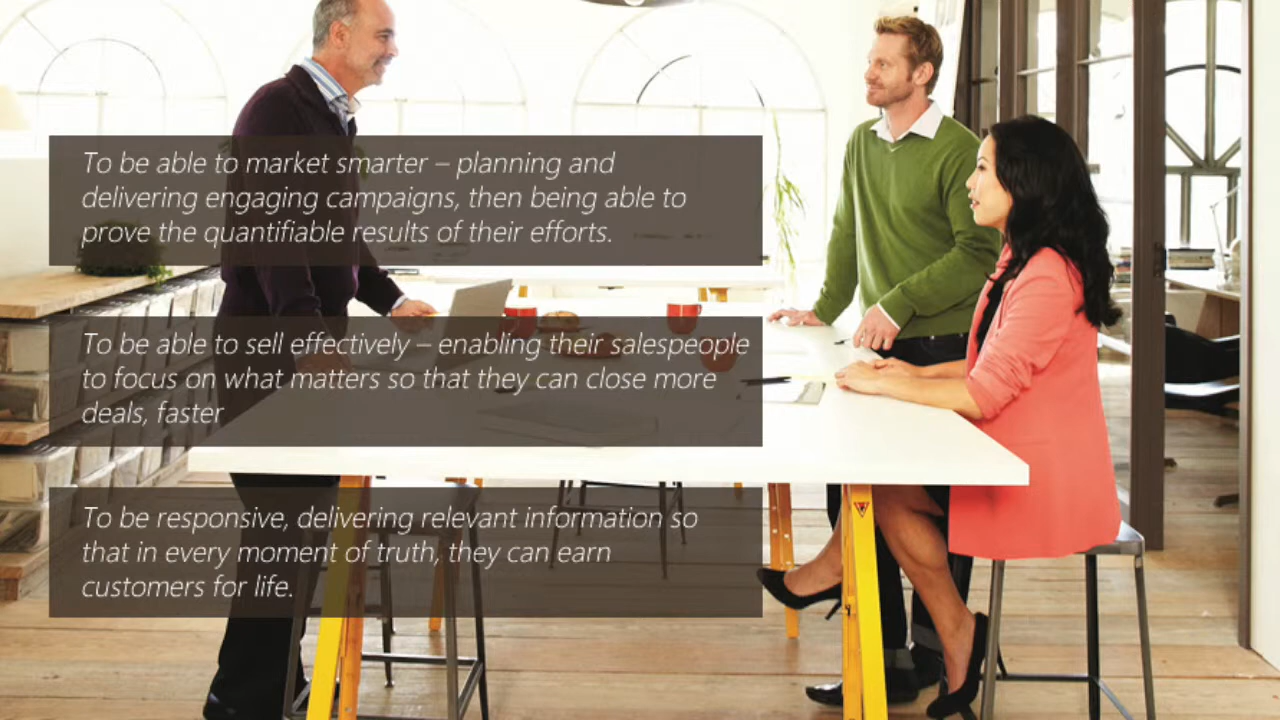 To be able to market smarter – planning and
delivering engaging campaigns, then being able to
prove the quantifiable results of their efforts.
To be able to sell effectively – enabling their salespeople
to focus on what matters so that they can close more
deals, faster
To be responsive, delivering relevant information so
that in every moment of truth, they can earn
customers for life.